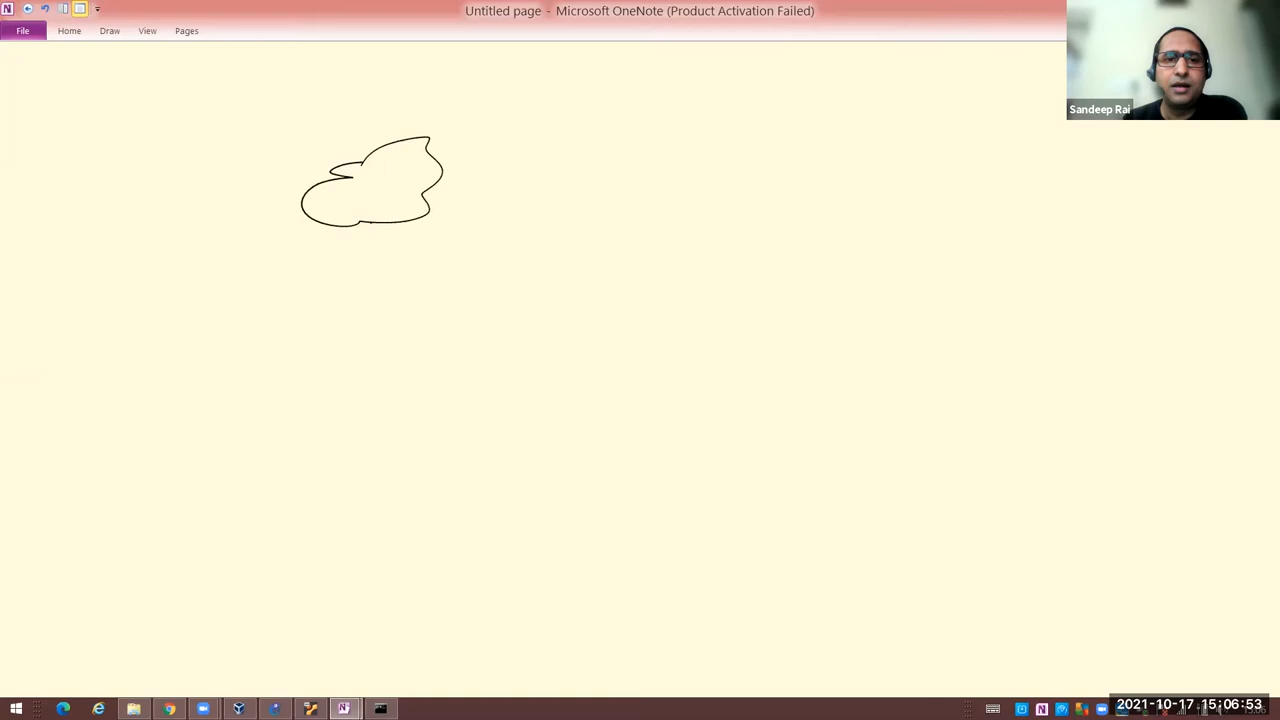 Untitled page - Microsoft OneNote (Product Activation Failed)
File Home Draw View Pages
Sandeep Rai
2021-10-17 15:06:53